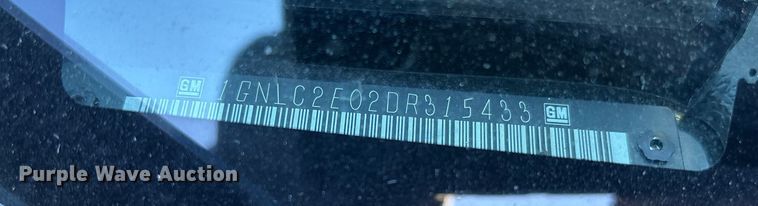 GM 1GNLC2E02DR315433 GM
Purple Wave Auction